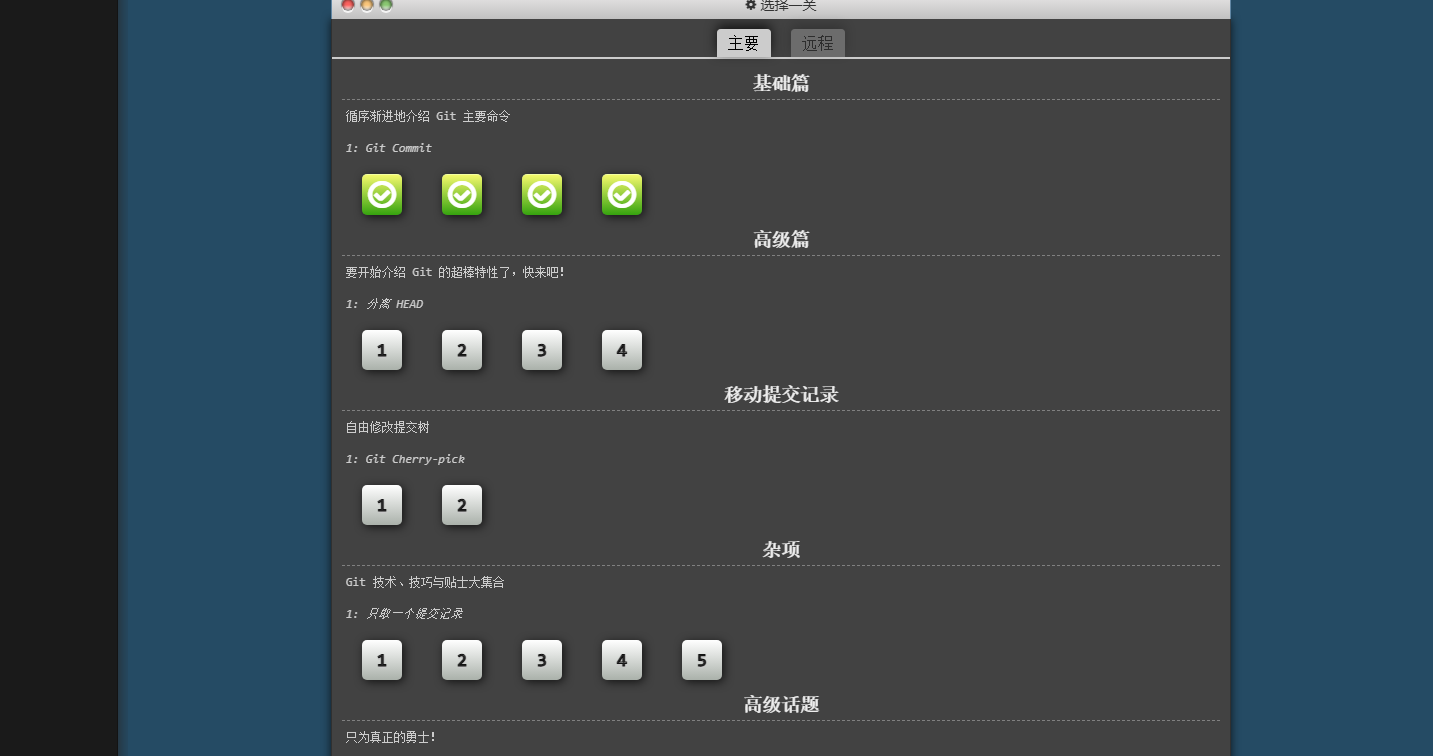 选择一关
主要 远程
基础篇
循序渐进地介绍 Git 主要命令
1: Git Commit
高级篇
要开始介绍 Git 的超棒特性了，快来吧!
1: 分离 HEAD
1 2 3 4
移动提交记录
自由修改提交树
1: Git Cherry-pick
1 2
杂项
Git 技术、技巧与贴士大集合
1: 只取一个提交记录
1 2 3 4 5
高级话题
只为真正的勇士!